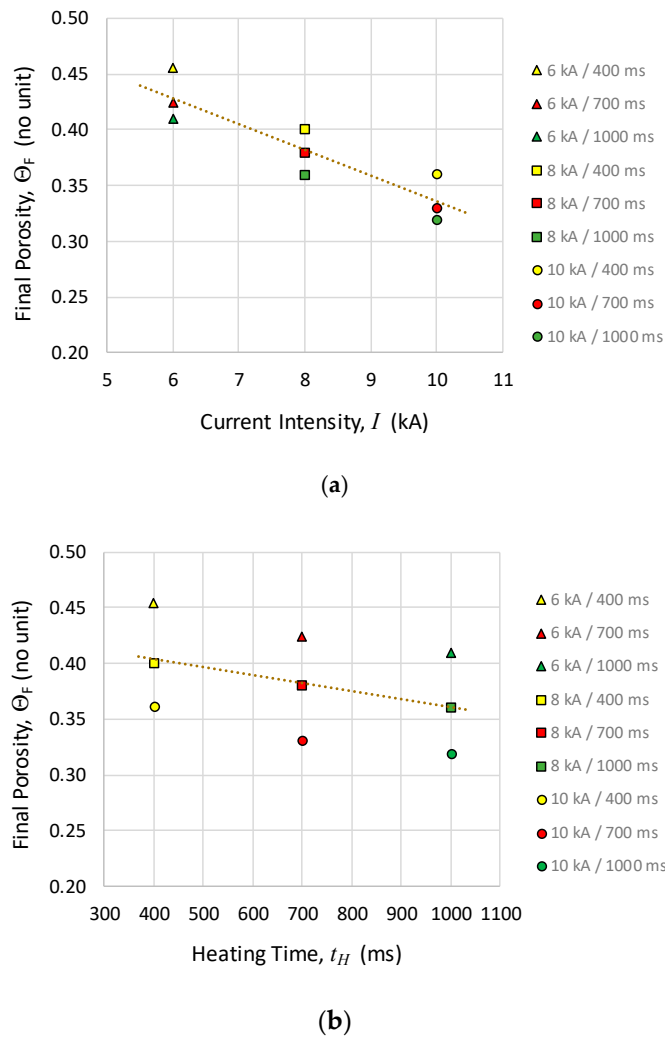 0.50
0.45
0.40
0.35
0.30
0.25
0.20
Final Porosity, ΘF (no unit)
5 6 7 8 9 10 11
Current Intensity, I (kA)
6 kA / 400 ms
6 kA / 700 ms
6 kA / 1000 ms
8 kA / 400 ms
8 kA / 700 ms
8 kA / 1000 ms
10 kA / 400 ms
10 kA / 700 ms
10 kA / 1000 ms
(a)
0.50
0.45
0.40
0.35
0.30
0.25
0.20
Final Porosity, ΘF (no unit)
300 400 500 600 700 800 900 1000 1100
Heating Time, tH (ms)
6 kA / 400 ms
6 kA / 700 ms
6 kA / 1000 ms
8 kA / 400 ms
8 kA / 700 ms
8 kA / 1000 ms
10 kA / 400 ms
10 kA / 700 ms
10 kA / 1000 ms
(b)